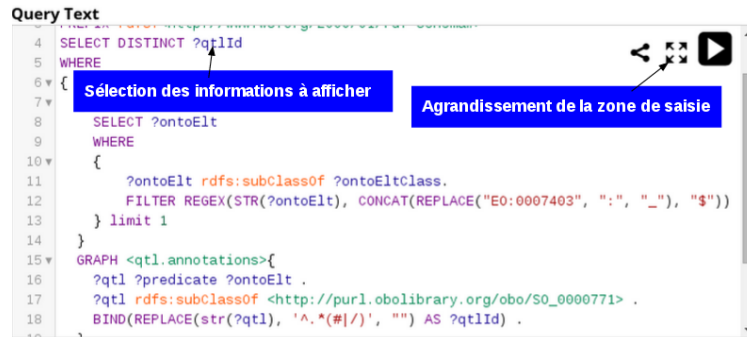 Query Text
4 SELECT DISTINCT ?qtlId
5 WHERE
6 {
Sélection des informations à afficher
Agrandissement de la zone de saisie
7
8 SELECT ?ontoElt
9 WHERE
10 {
11 ?ontoElt rdfs:subClassOf ?ontoEltClass.
12 FILTER REGEX(STR(?ontoElt), CONCAT(REPLACE("EO:0007403", ":", "_"), "$"))
13 } limit 1
14 }
15 GRAPH <qtl.annotations>{
16 ?qtl ?predicate ?ontoElt .
17 ?qtl rdfs:subClassOf <http://purl.obolibrary.org/obo/SO_0000771> .
18 BIND(REPLACE(str(?qtl), '^.*(#|/)', "") AS ?qtlId) .